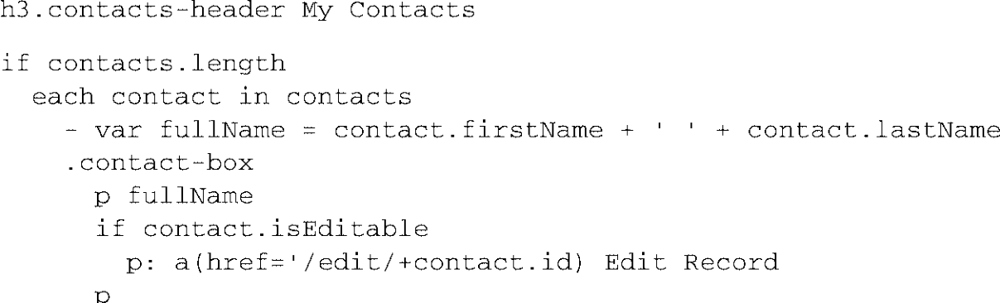 h3.contacts-header My Contacts
if contacts.length
each contact in contacts
- var fullName = contact.firstName + ' ' + contact.lastName
.contact-box
p fullName
if contact.isEditable
p: a(href='/edit/+contact.id) Edit Record
p